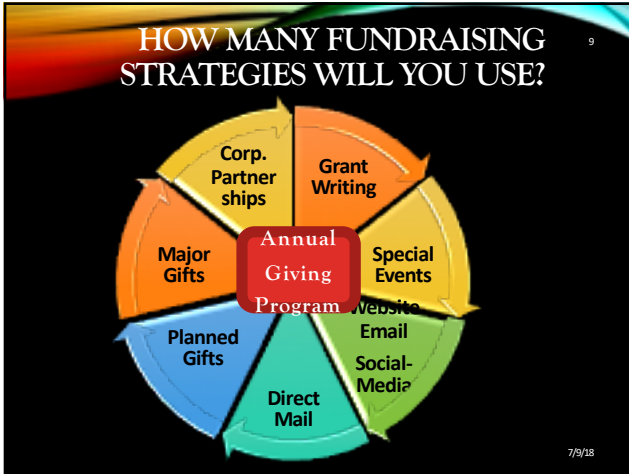 HOW MANY FUNDRAISING
9
STRATEGIES WILL YOU USE?
Corp.
Partner
ships
Grant
Writing
Major
Gifts
Annual
Giving
Program
Special
Events
Website
Email
Social-
Media
Planned
Gifts
Direct
Mail
7/9/18